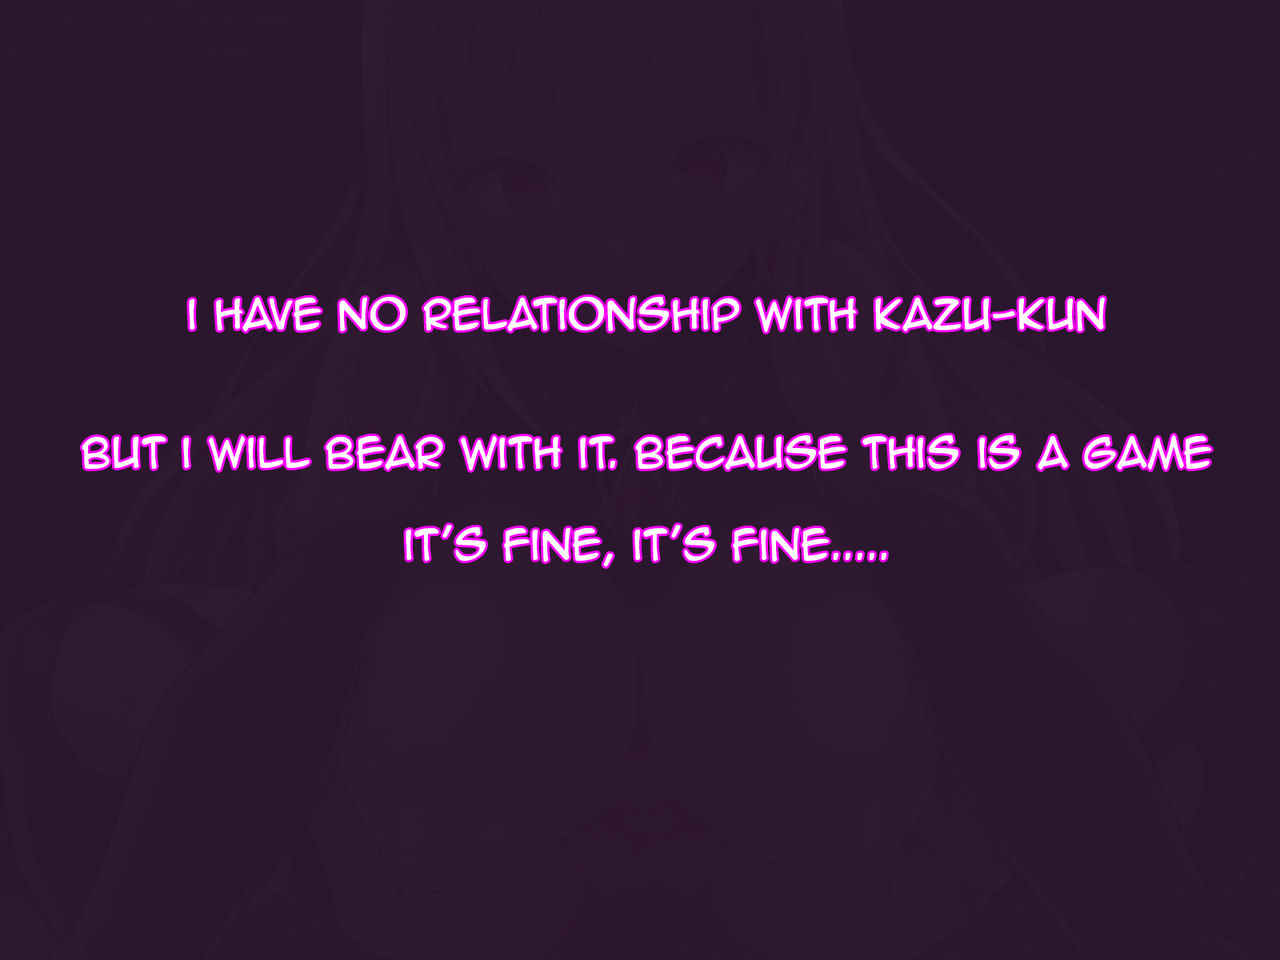 I HAVE NO RELATIONSHIP WITH KAZU-KUN
BUT I WILL BEAR WITH IT. BECAUSE THIS IS A GAME
IT'S FINE, IT'S FINE.....